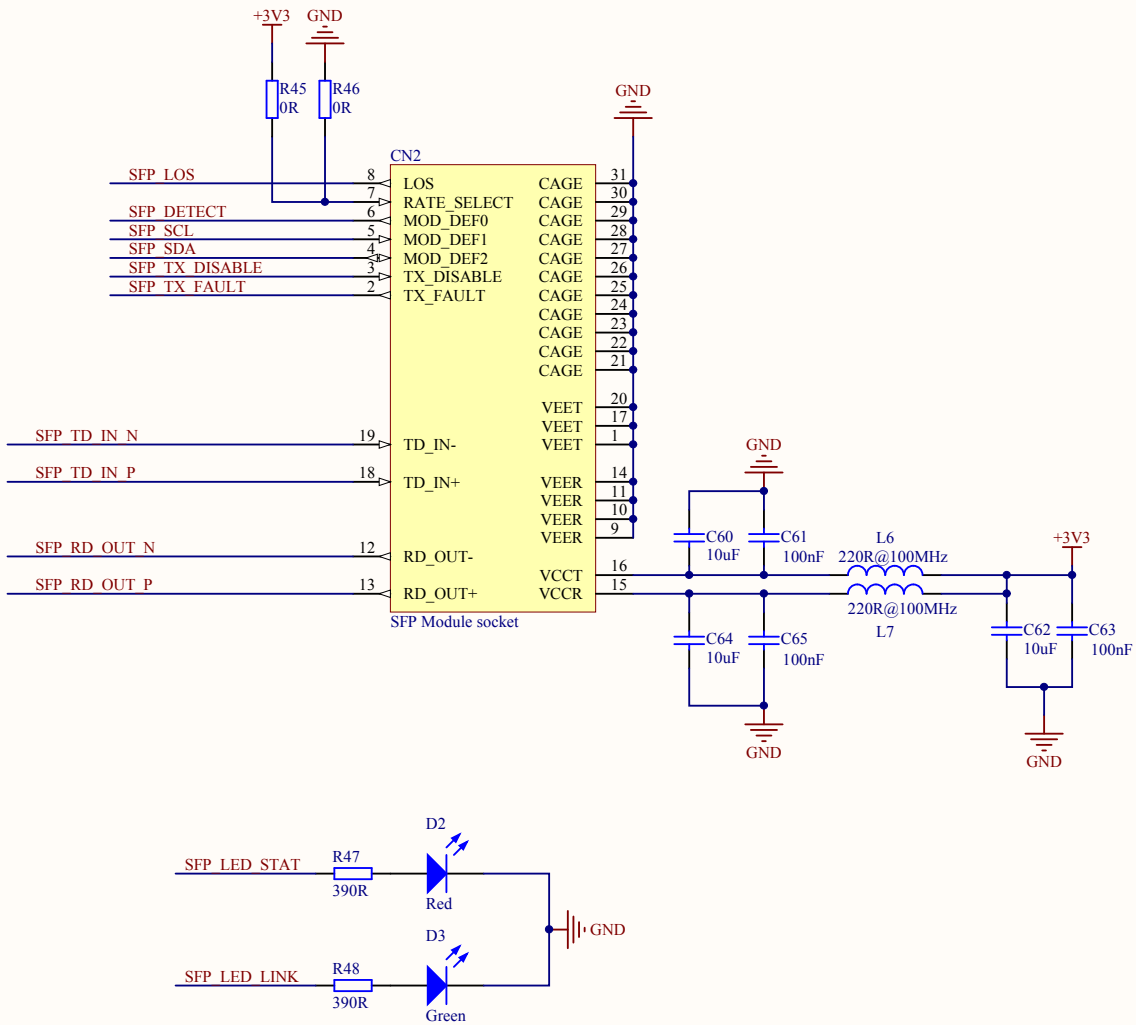 +3V3 GND
R45 R46
0R 0R
GND
CN2
SFP_LOS 8 LOS CAGE 31
7 RATE_SELECT CAGE 30
SFP_DETECT 6 MOD_DEF0 CAGE 29
SFP_SCL 5 MOD_DEF1 CAGE 28
SFP_SDA 4 MOD_DEF2 CAGE 27
SFP_TX_DISABLE 3 TX_DISABLE CAGE 26
SFP_TX_FAULT 2 TX_FAULT CAGE 25
CAGE 24
CAGE 23
CAGE 22
CAGE 21
VEET 20
VEET 17
SFP_TD_IN_N 19 TD_IN- VEET 1
SFP_TD_IN_P 18 TD_IN+ VEER 14
VEER 11
VEER 10
VEER 9
SFP_RD_OUT_N 12 RD_OUT-
VCCT 16
SFP_RD_OUT_P 13 RD_OUT+ VCCR 15
SFP Module socket
GND
C60 C61
10uF 100nF
L6
220R@100MHz
+3V3
220R@100MHz
L7
C64 C65
10uF 100nF
C62 C63
10uF 100nF
GND
GND
D2
SFP_LED_STAT R47
390R
Red
GND
D3
SFP_LED_LINK R48
390R
Green